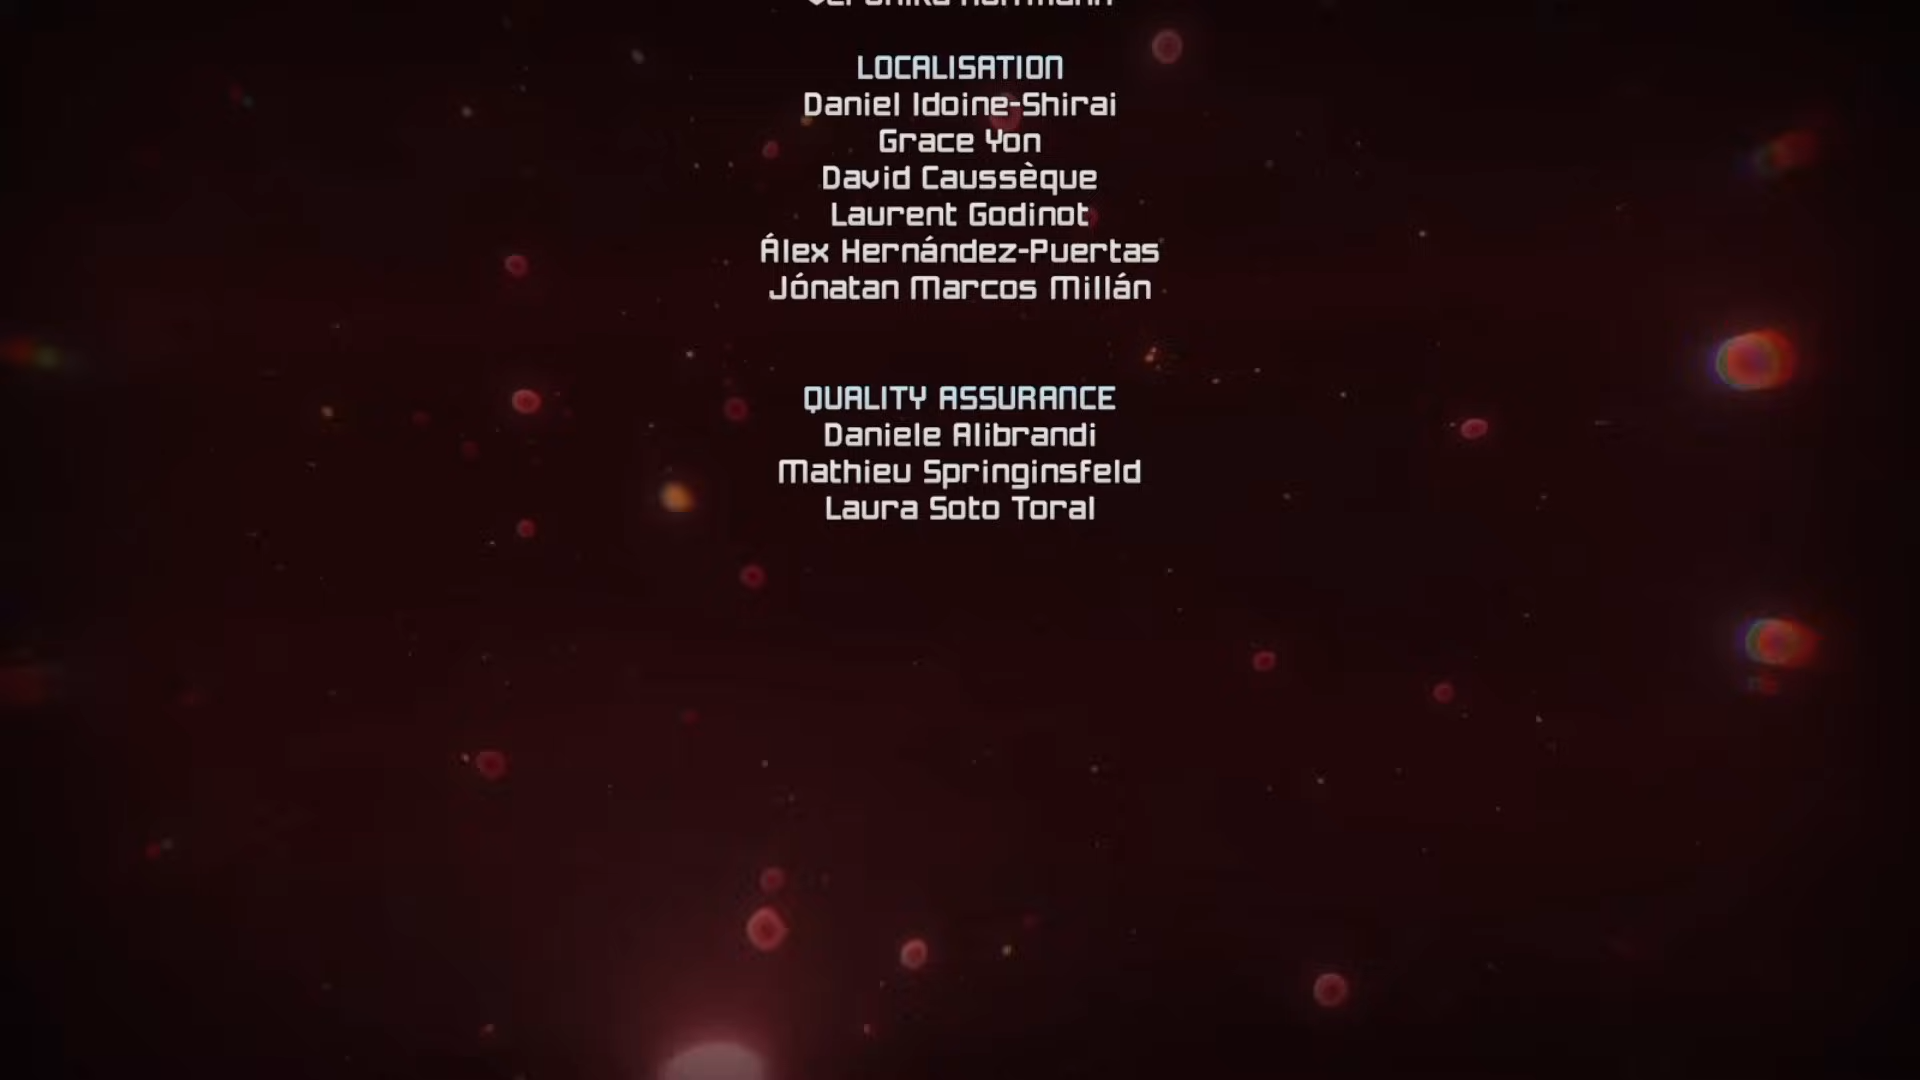 LOCALISATION
Daniel Idoine-Shirai
Grace Yon
David Caussèque
Laurent Godinot
Álex Hernández-Puertas
Jónatan Marcos Millán
QUALITY ASSURANCE
Daniele Alibrandi
Mathieu Springinsfeld
Laura Soto Toral